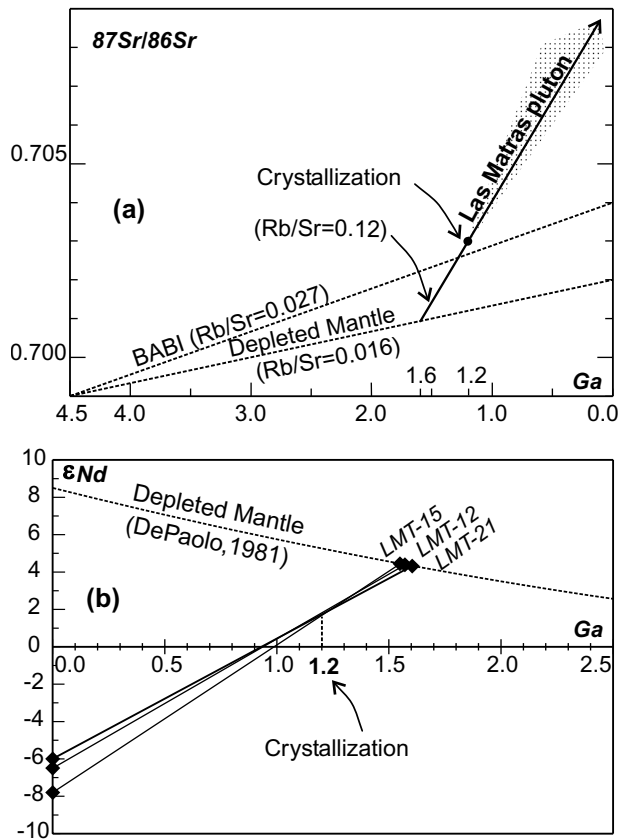 87Sr/86Sr
0.705
(a)
Crystallization
Las Matras pluton
(Rb/Sr=0.12)
BABI (Rb/Sr=0.027)
Depleted Mantle
(Rb/Sr=0.016)
0.700
1.6 1.2 Ga
4.5 4.0 3.0 2.0 1.0 0.0
10
εNd
8
Depleted Mantle
(DePaolo,1981)
LMT-15
LMT-12
LMT-21
6
4
2
(b)
Ga
0
0.0 0.5 1.0 1.5 2.0 2.5
1.2
-2
-4
Crystallization
-6
-8
-10